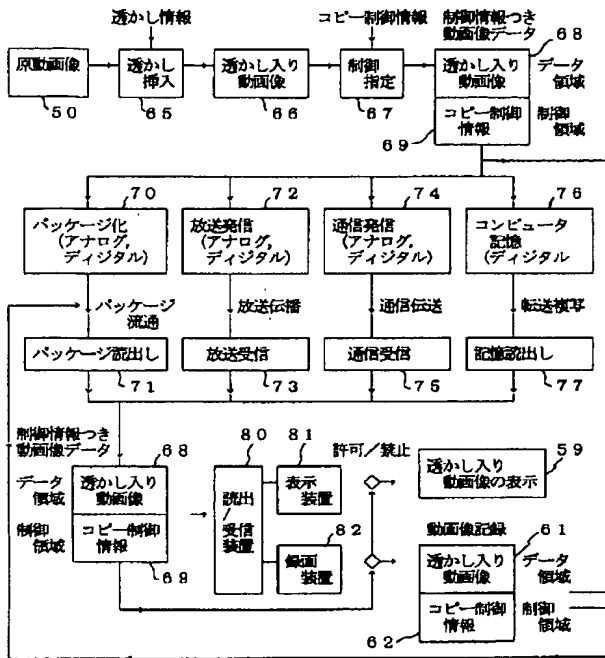 透かし情報
コピー制御情報
制御情報つき
動画像データ
68
原動画像
透かし
挿入
透かし入り
動画像
制御
指定
透かし入り
動画像
データ
領域
50
65
66
67
コピー制御
情報
制御
領域
69
70
72
74
76
パッケージ化
(アナログ,
ディジタル)
放送発信
(アナログ,
ディジタル)
通信発信
(アナログ,
ディジタル)
コンピュータ
記憶
(ディジタル)
パッケージ
流通
放送伝播
通信伝送
転送複写
パッケージ読出し
放送受信
通信受信
記憶読出し
71
73
75
77
制御情報つき
動画像データ
68
80
81
許可/禁止
59
データ
領域
透かし入り
動画像
読出
/
受信
装置
表示
装置
透かし入り
動画像の表示
制御
領域
コピー制御
情報
82
録画
装置
69
動画像記録
61
透かし入り
動画像
データ
領域
コピー制御
情報
制御
領域
62